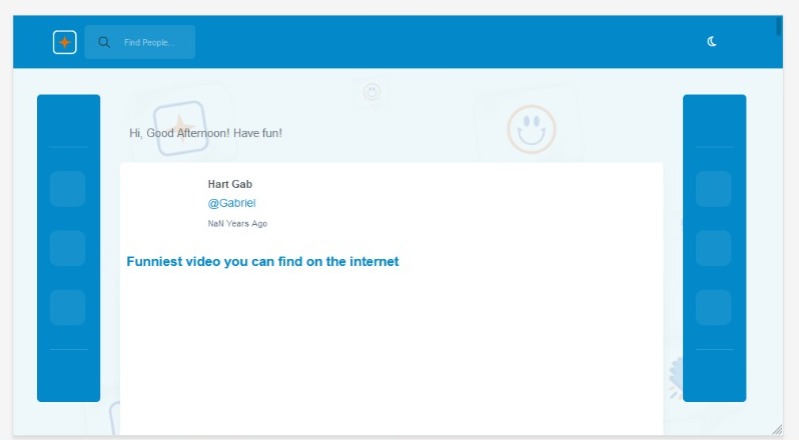 Find People...
Hi, Good Afternoon! Have fun!
Hart Gab
@Gabriel
NaN Years Ago
Funniest video you can find on the internet